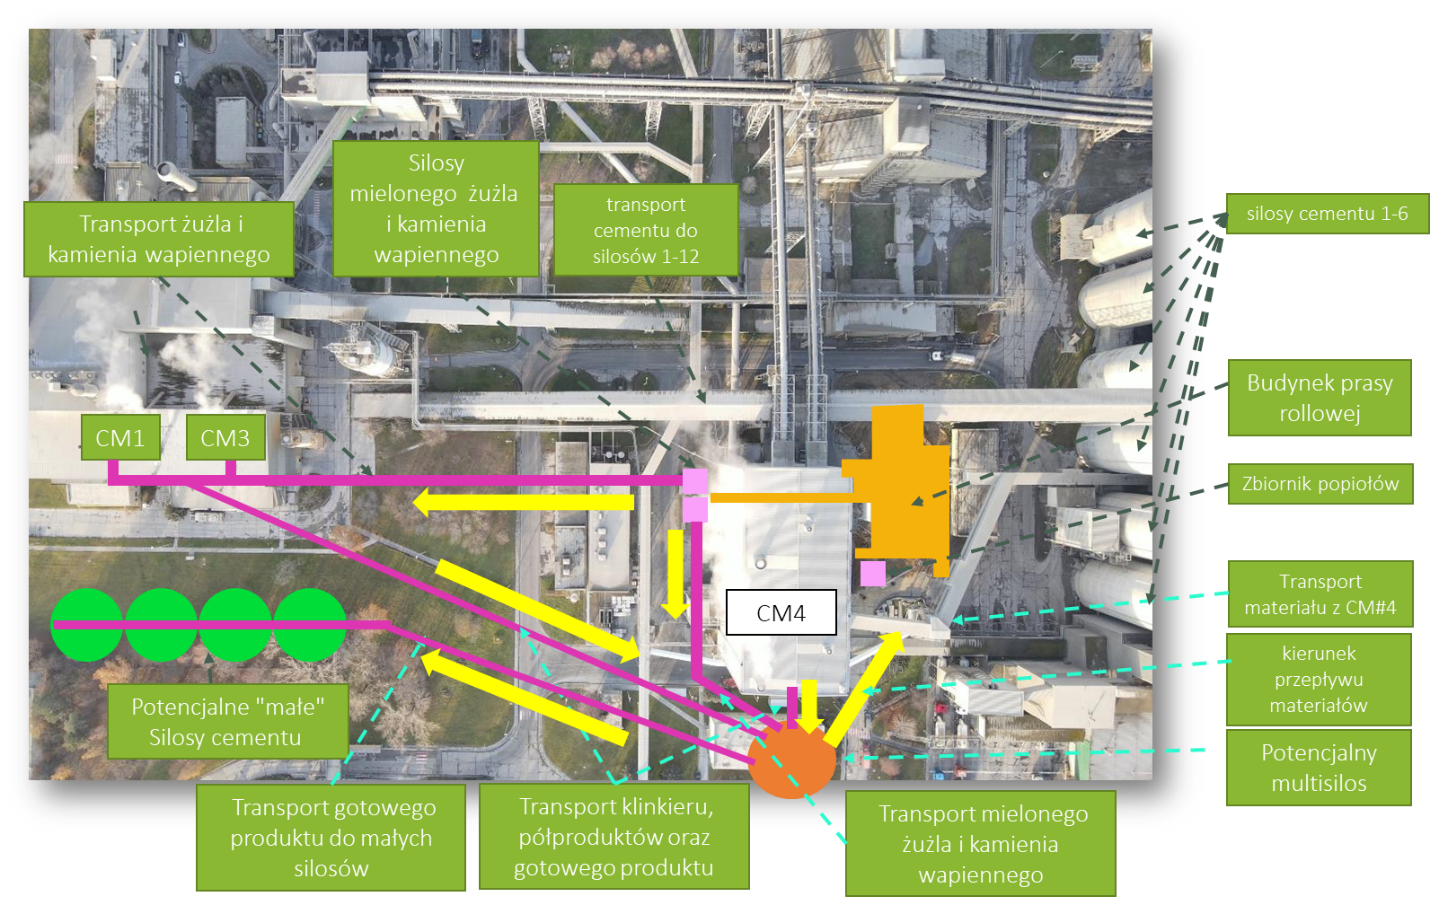 Silosy
mielonego żużla
i kamienia
wapiennego
transport
cementu do
silosów 1-12
silosy cementu 1-6
Transport żużla i
kamienia wapiennego
Budynek prasy
rollowej
CM1
CM3
Zbiornik popiołów
Transport
materiału z CM#4
CM4
kierunek
przepływu
materiałów
Potencjalne "małe"
Silosy cementu
Potencjalny
multisilos
Transport gotowego
produktu do małych
silosów
Transport klinkieru,
półproduktów oraz
gotowego produktu
Transport mielonego
żużla i kamienia
wapiennego